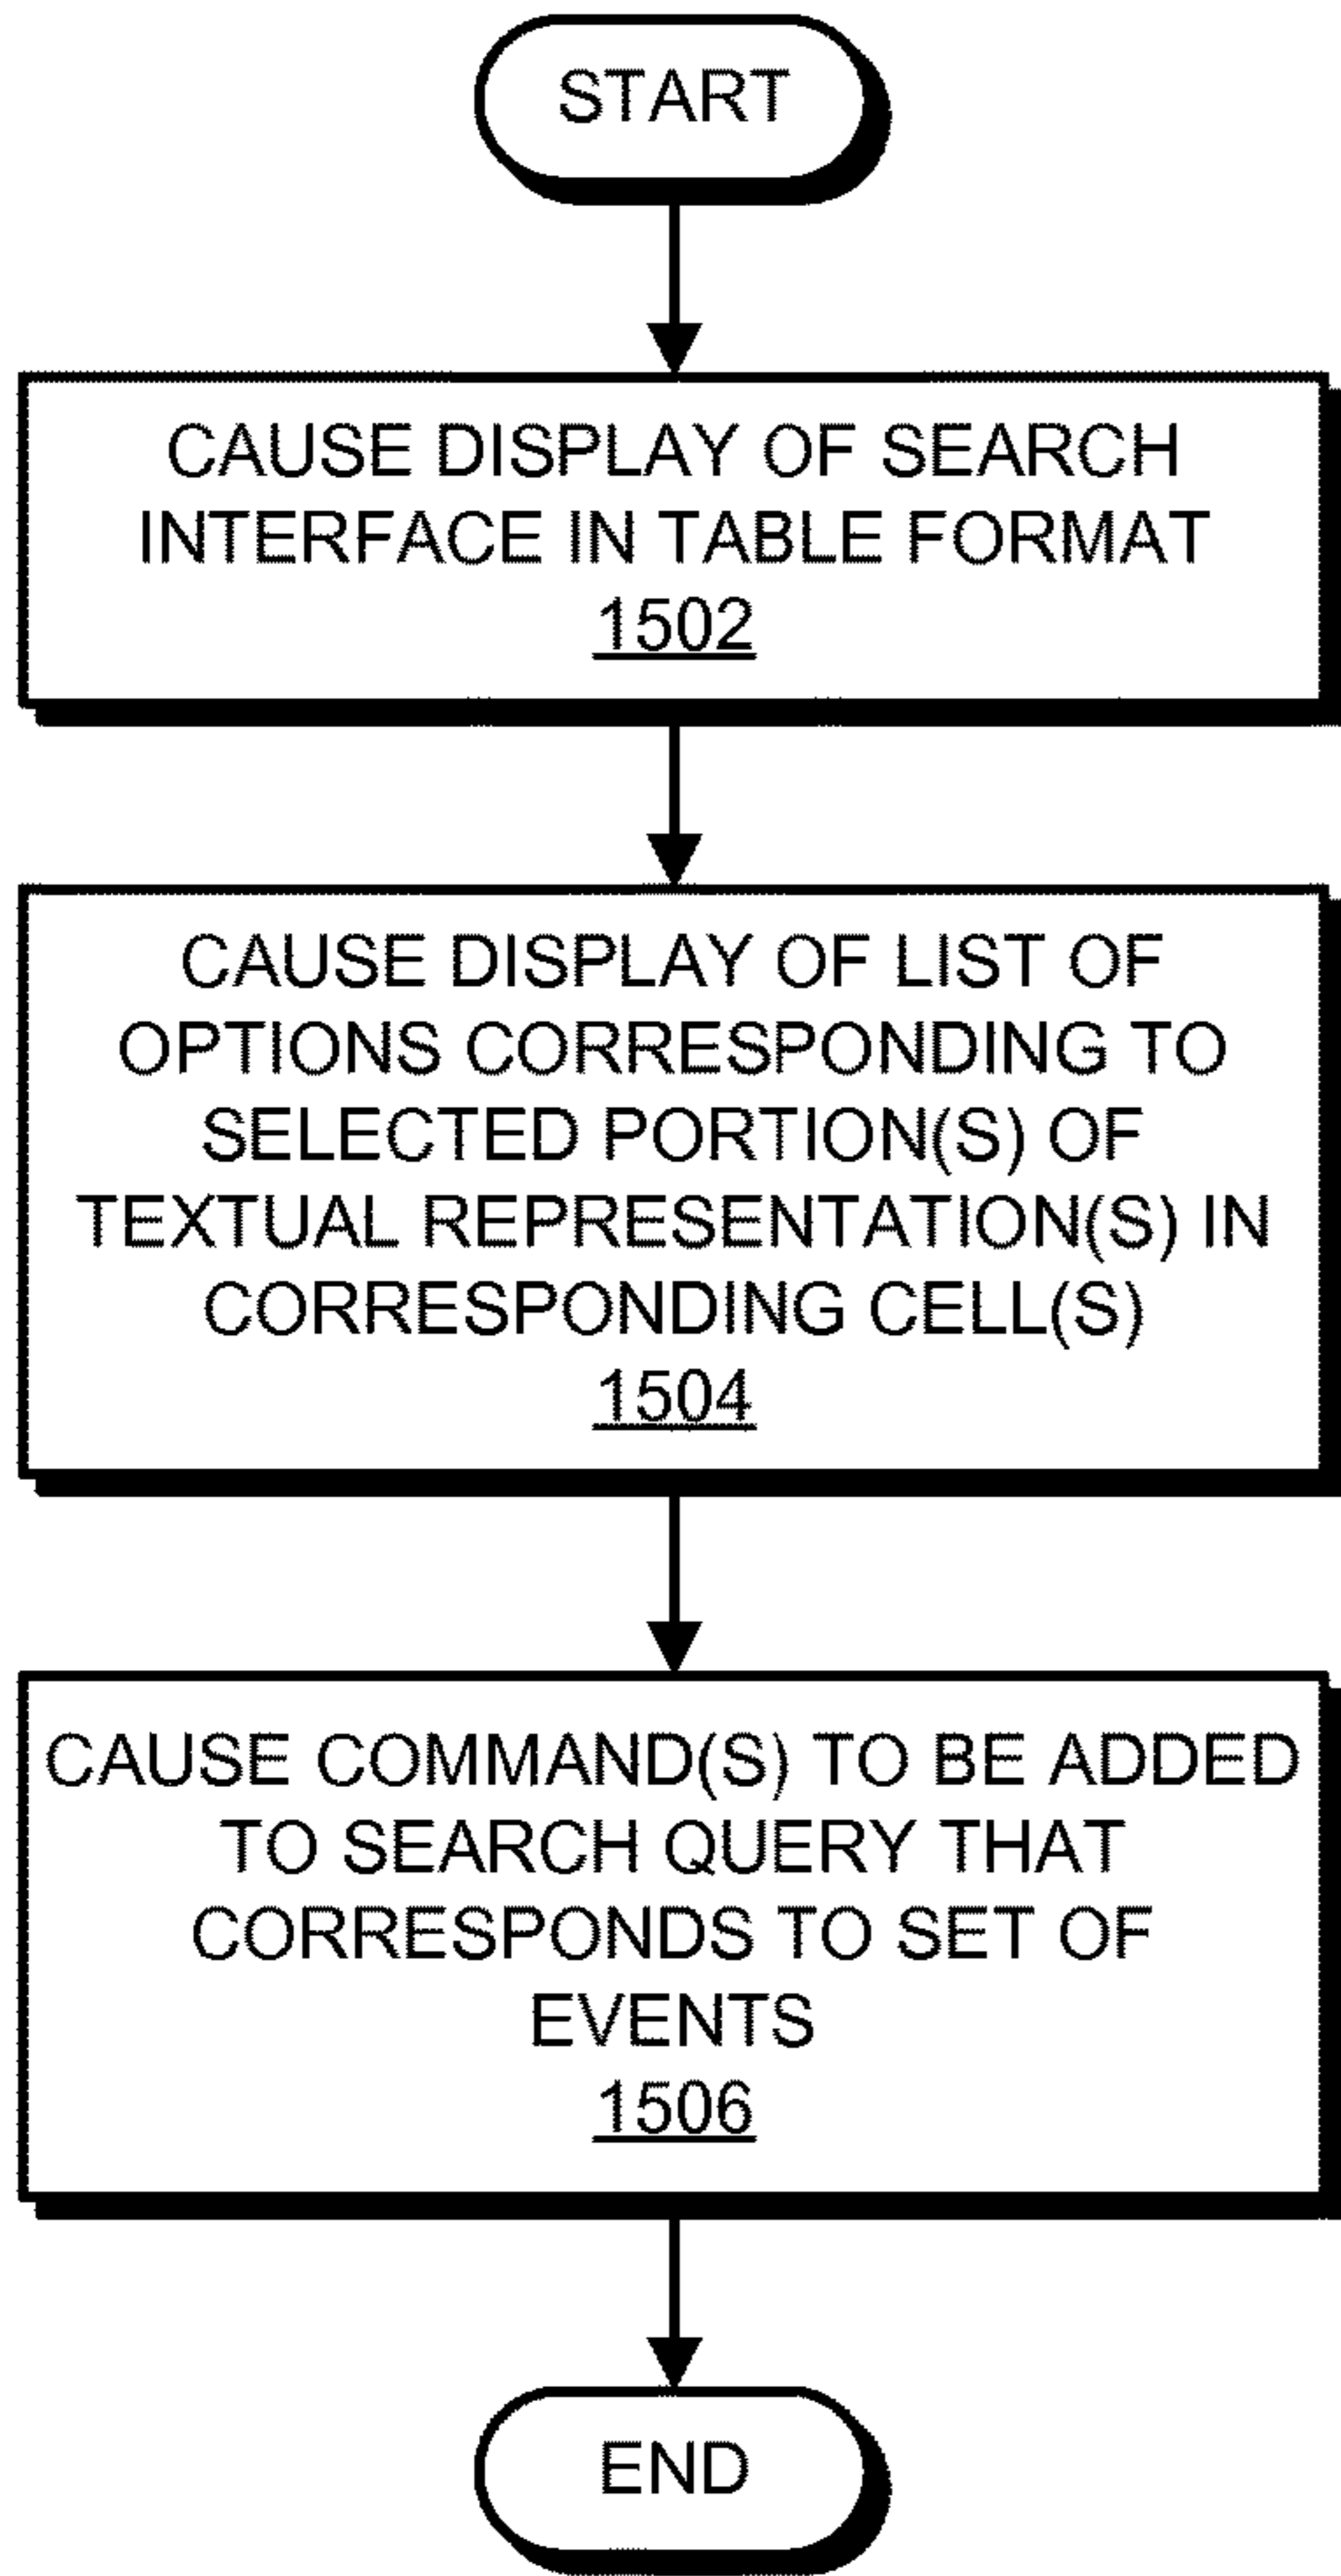 START
CAUSE DISPLAY OF SEARCH
INTERFACE IN TABLE FORMAT
1502
CAUSE DISPLAY OF LIST OF
OPTIONS CORRESPONDING TO
SELECTED PORTION(S) OF
TEXTUAL REPRESENTATION(S) IN
CORRESPONDING CELL(S)
1504
CAUSE COMMAND(S) TO BE ADDED
TO SEARCH QUERY THAT
CORRESPONDS TO SET OF
EVENTS
1506
END